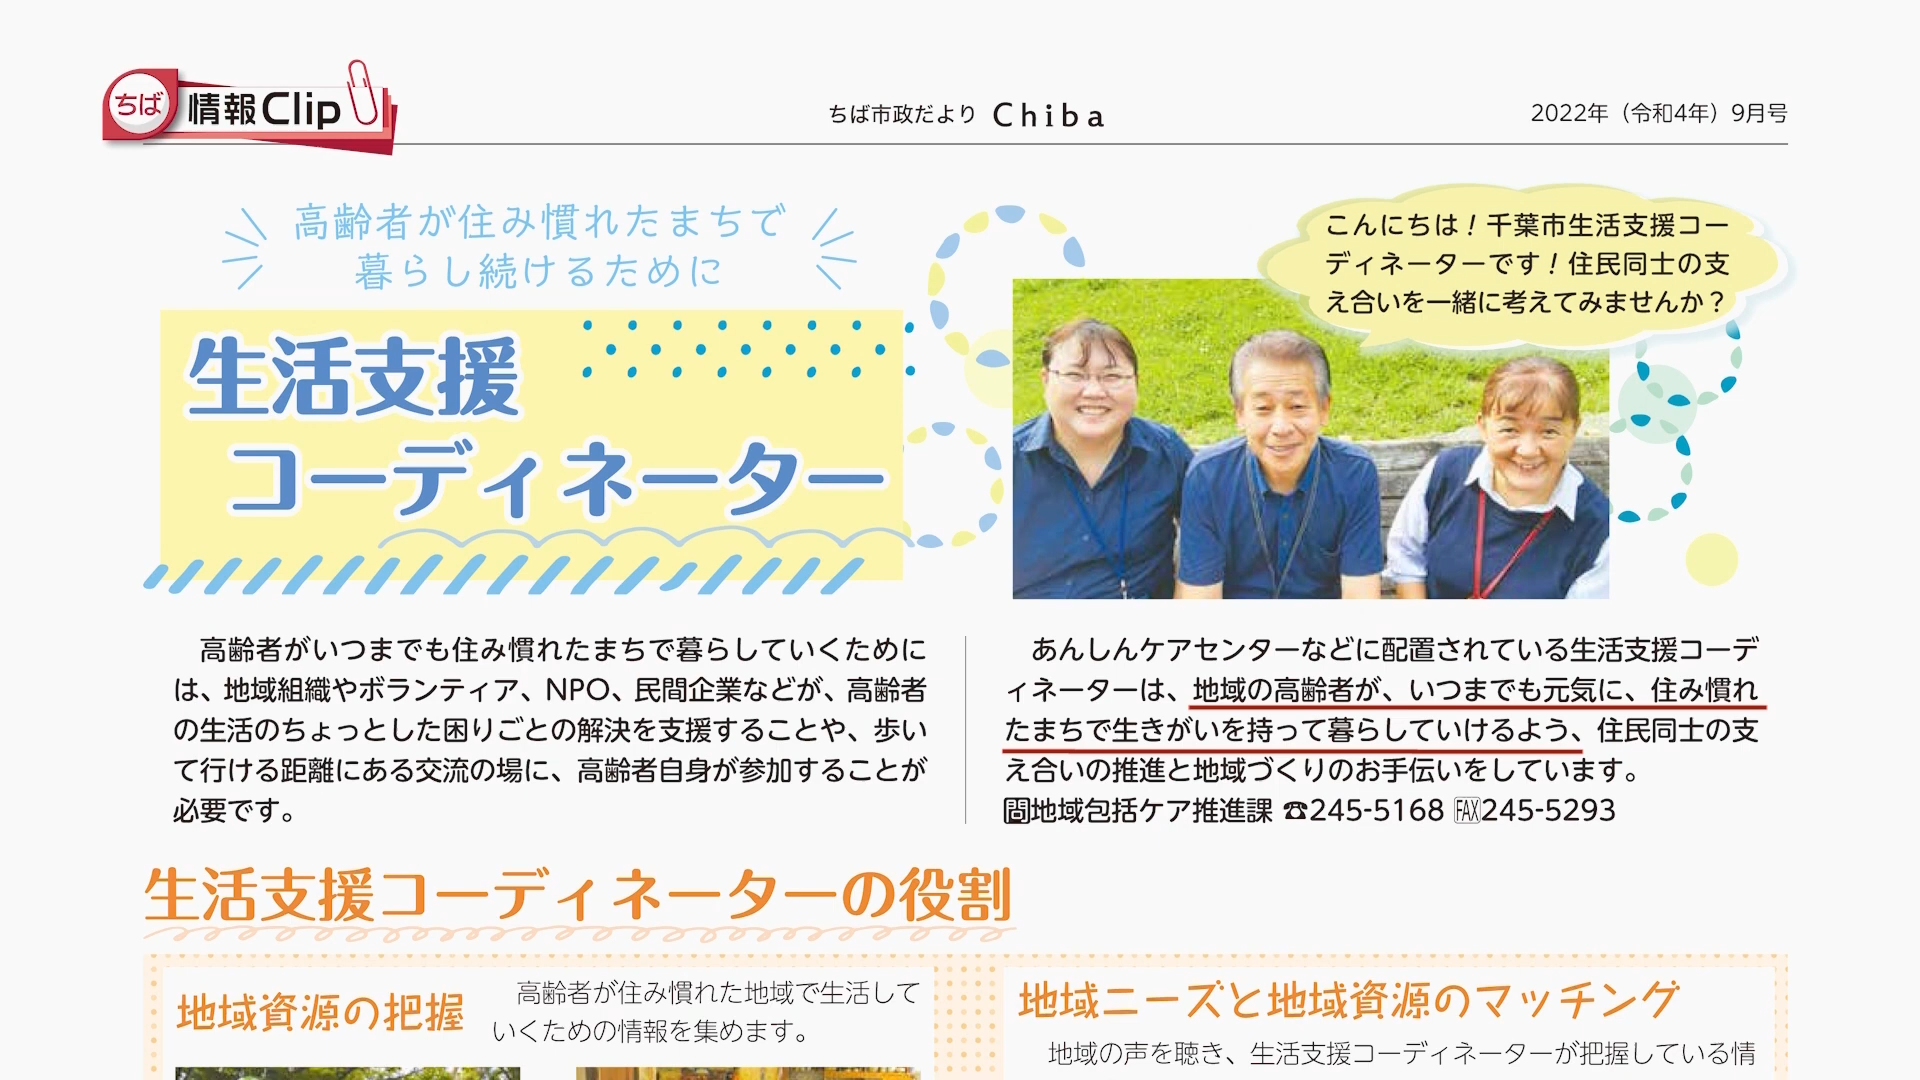 ちば 情報Clip
ちば市政だより Chiba
2022年（令和4年）9月号
高齢者が住み慣れたまちで
暮らし続けるために
生活支援
コーディネーター
こんにちは！千葉市生活支援コー
ディネーターです！住民同士の支
え合いを一緒に考えてみませんか？
高齢者がいつまでも住み慣れたまちで暮らしていくために
は、地域組織やボランティア、NPO、民間企業などが、高齢者
の生活のちょっとした困りごとの解決を支援することや、歩い
て行ける距離にある交流の場に、高齢者自身が参加することが
必要です。
あんしんケアセンターなどに配置されている生活支援コーデ
ィネーターは、地域の高齢者が、いつまでも元気に、住み慣れ
たまちで生きがいを持って暮らしていけるよう、住民同士の支
え合いの推進と地域づくりのお手伝いをしています。
問地域包括ケア推進課 ☎245-5168 FAX245-5293
生活支援コーディネーターの役割
地域資源の把握
高齢者が住み慣れた地域で生活して
いくための情報を集めます。
地域ニーズと地域資源のマッチング
地域の声を聴き、生活支援コーディネーターが把握している情